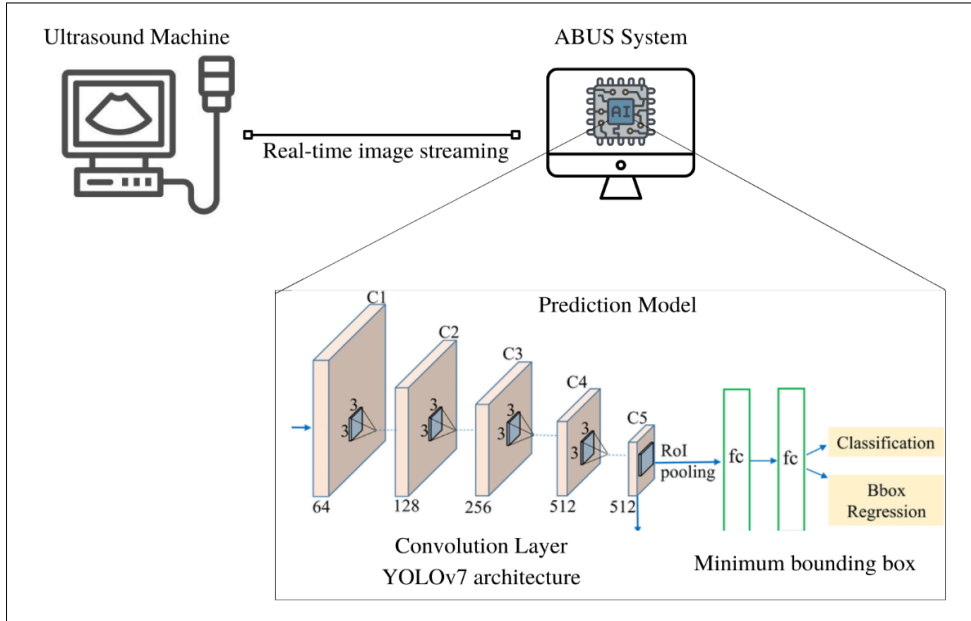 Ultrasound Machine
ABUS System
AI
Real-time image streaming
Prediction Model
C1
C2
C3
C4
C5
3
3
3
3
3
3
3
3
RoI
pooling
fc
fc
Classification
Bbox
Regression
64
128
256
512
512
Convolution Layer
YOLOv7 architecture
Minimum bounding box